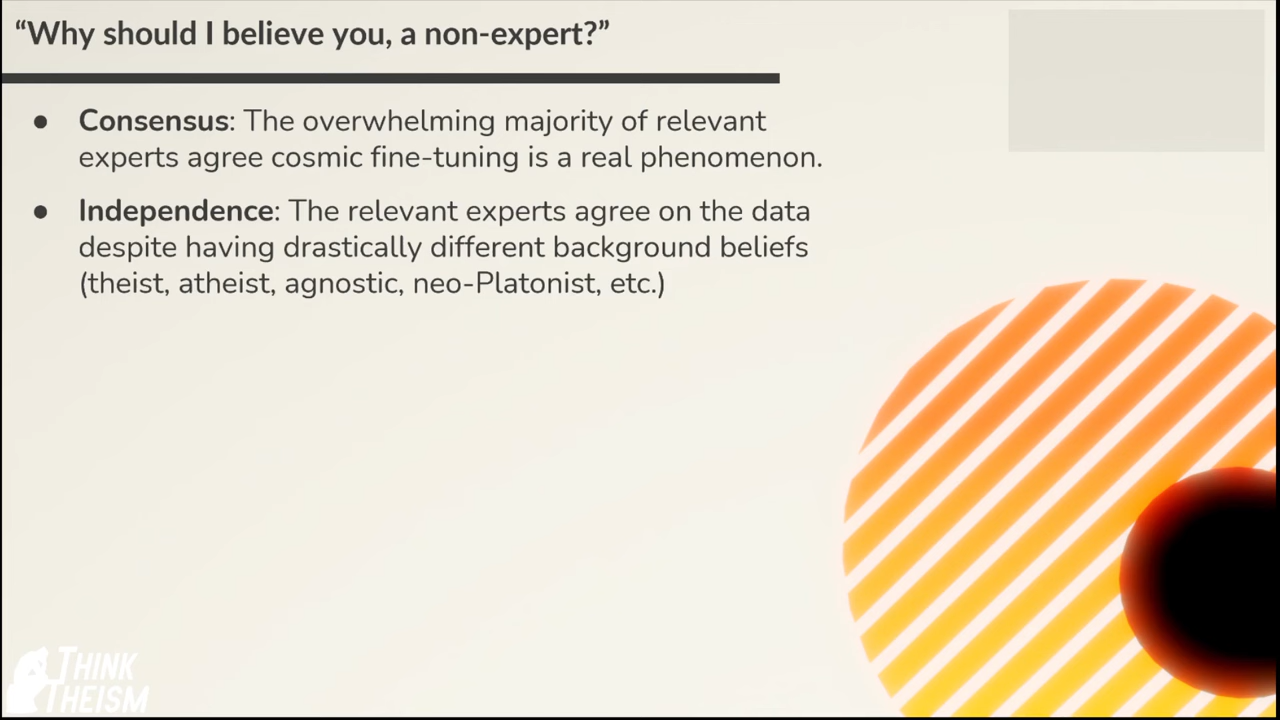 “Why should I believe you, a non-expert?”
● Consensus: The overwhelming majority of relevant
experts agree cosmic fine-tuning is a real phenomenon.
● Independence: The relevant experts agree on the data
despite having drastically different background beliefs
(theist, atheist, agnostic, neo-Platonist, etc.)
THINK
THEISM